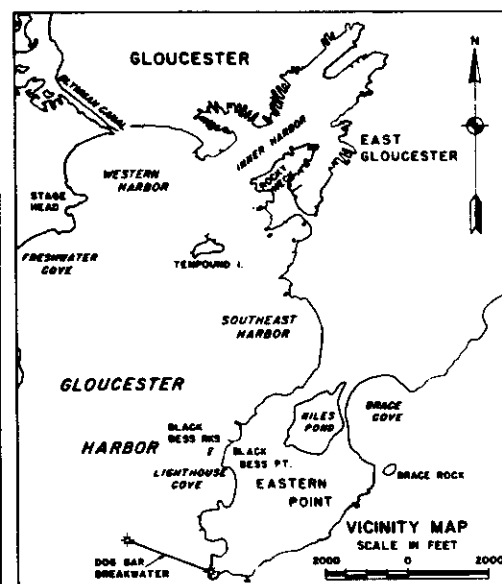 GLOUCESTER
N
BLYNMAN CANAL
INNER HARBOR
EAST
GLOUCESTER
WESTERN
HARBOR
ROCKY NECK
STAGE
HEAD
FRESHWATER
COVE
TENPOUND I.
SOUTHEAST
HARBOR
GLOUCESTER
HARBOR
NILES
POND
BRACE
COVE
BLACK
BESS RKS
BLACK
BESS PT.
LIGHTHOUSE
COVE
EASTERN
POINT
BRACE ROCK
VICINITY MAP
SCALE IN FEET
DOG BAR
BREAKWATER
2000 0 2000